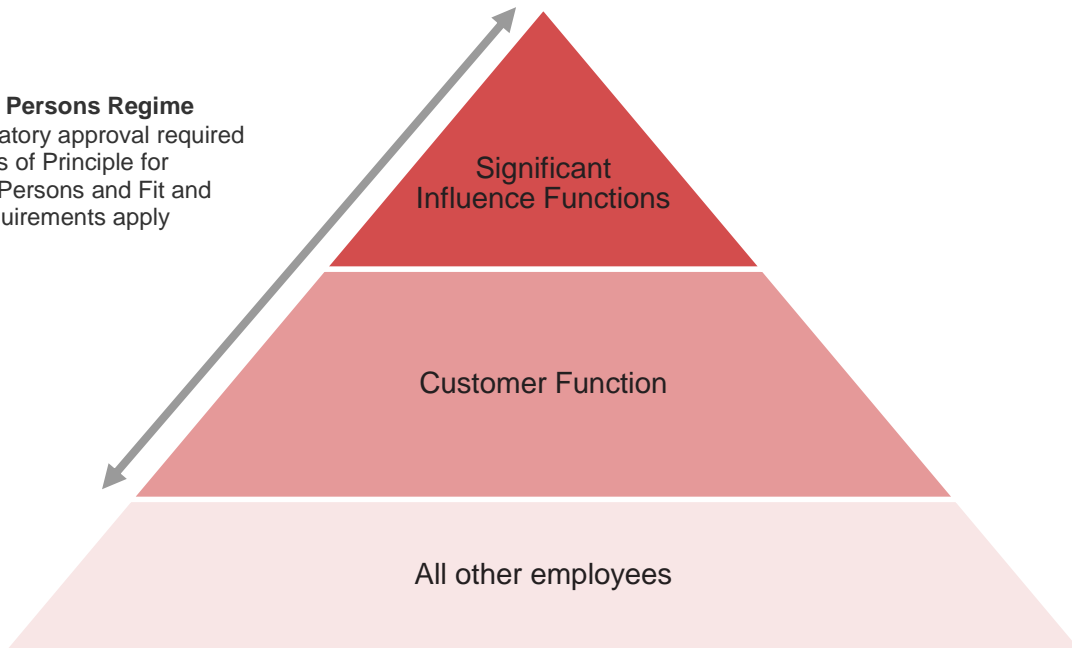 Persons Regime
atory approval required
s of Principle for
Persons and Fit and
uirements apply
Significant
Influence Functions
Customer Function
All other employees